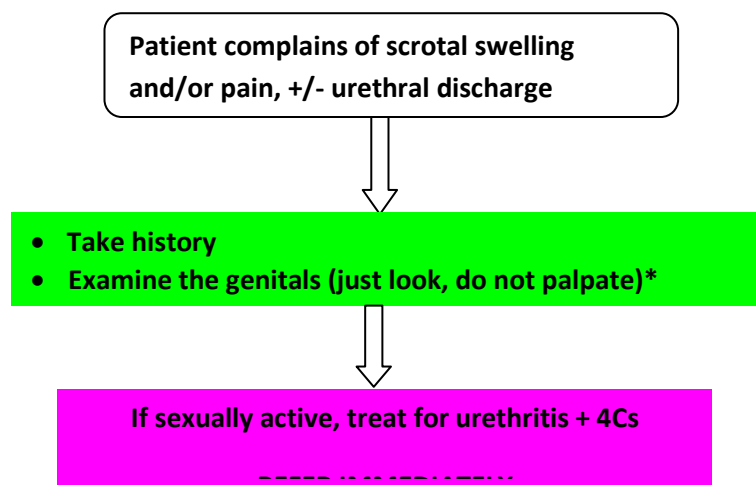 Patient complains of scrotal swelling
and/or pain, +/- urethral discharge
• Take history
• Examine the genitals (just look, do not palpate)*
If sexually active, treat for urethritis + 4Cs